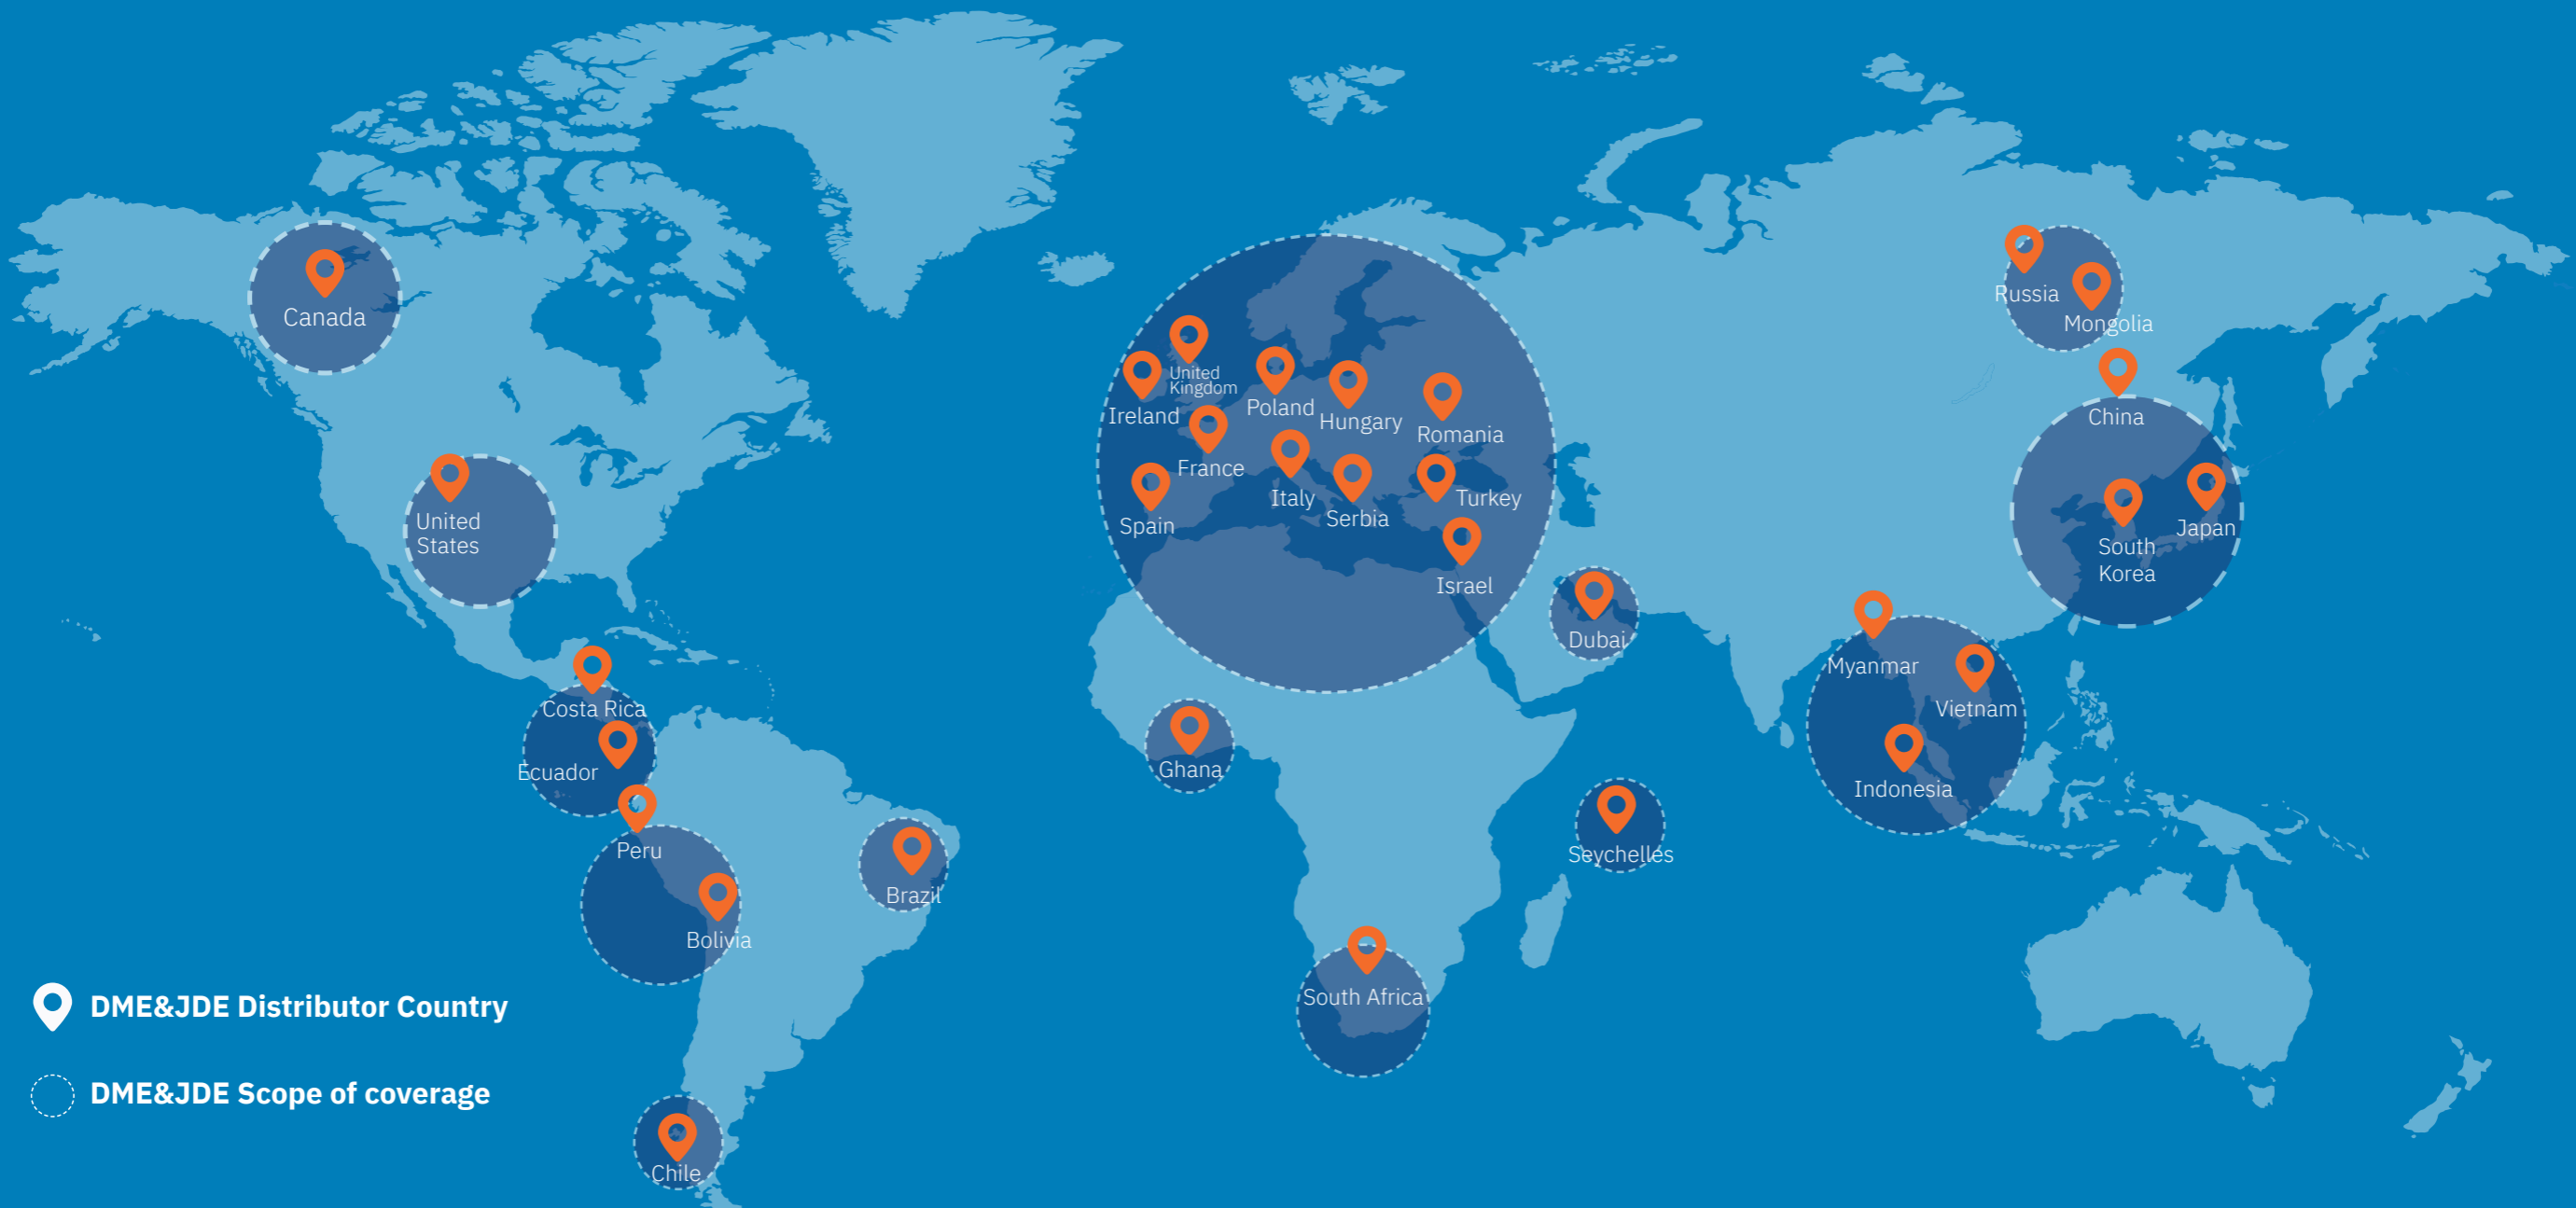 Canada
United
States
Costa Rica
Ecuador
Peru
Bolivia
Brazil
Chile
United
Kingdom
Ireland
Poland
Hungary
Romania
France
Italy
Serbia
Turkey
Spain
Israel
Dubai
Ghana
Seychelles
South Africa
Russia
Mongolia
China
South
Korea
Japan
Myanmar
Vietnam
Indonesia
DME&JDE Distributor Country
DME&JDE Scope of coverage